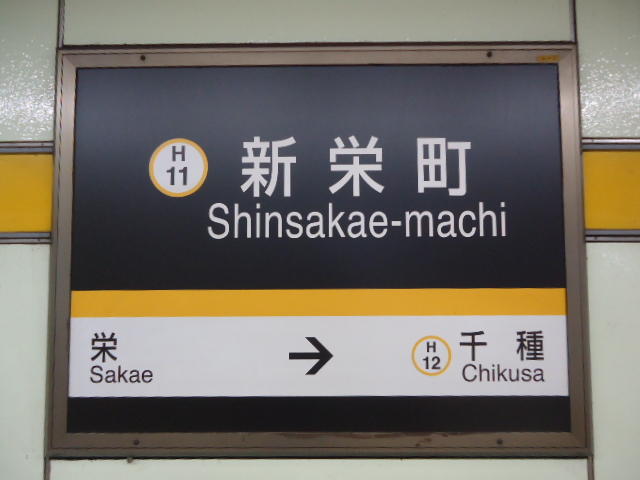 H
11
新栄町
Shinsakae-machi
栄
Sakae
→
H
12
千種
Chikusa